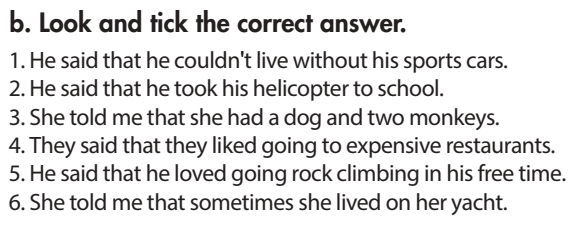 b. Look and tick the correct answer.
1. He said that he couldn't live without his sports cars.
2. He said that he took his helicopter to school.
3. She told me that she had a dog and two monkeys.
4. They said that they liked going to expensive restaurants.
5. He said that he loved going rock climbing in his free time.
6. She told me that sometimes she lived on her yacht.